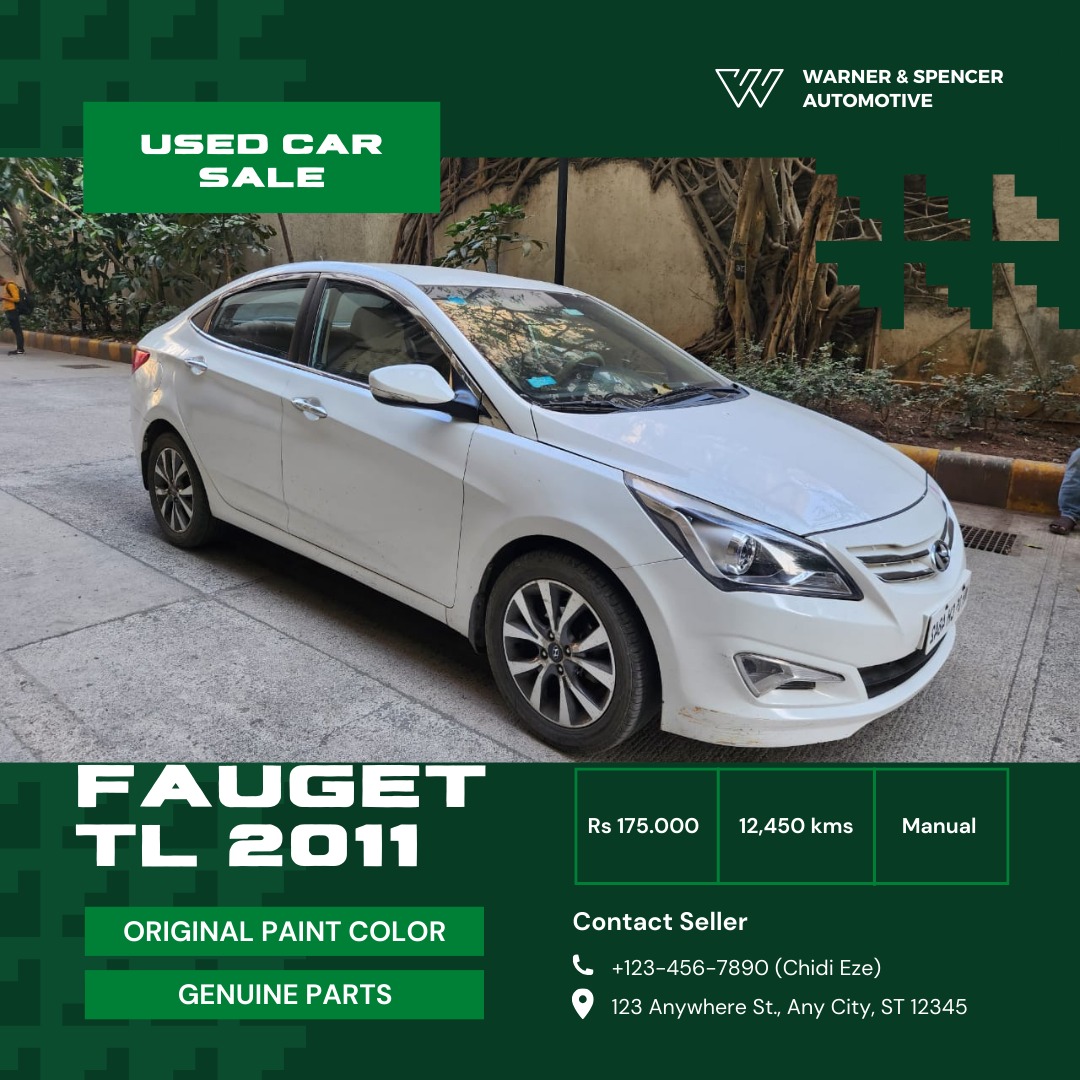 WARNER & SPENCER
AUTOMOTIVE
USED CAR
SALE
FAUGET
TL 2011
Rs 175.000
12,450 kms
Manual
ORIGINAL PAINT COLOR
GENUINE PARTS
Contact Seller
+123-456-7890 (Chidi Eze)
123 Anywhere St., Any City, ST 12345